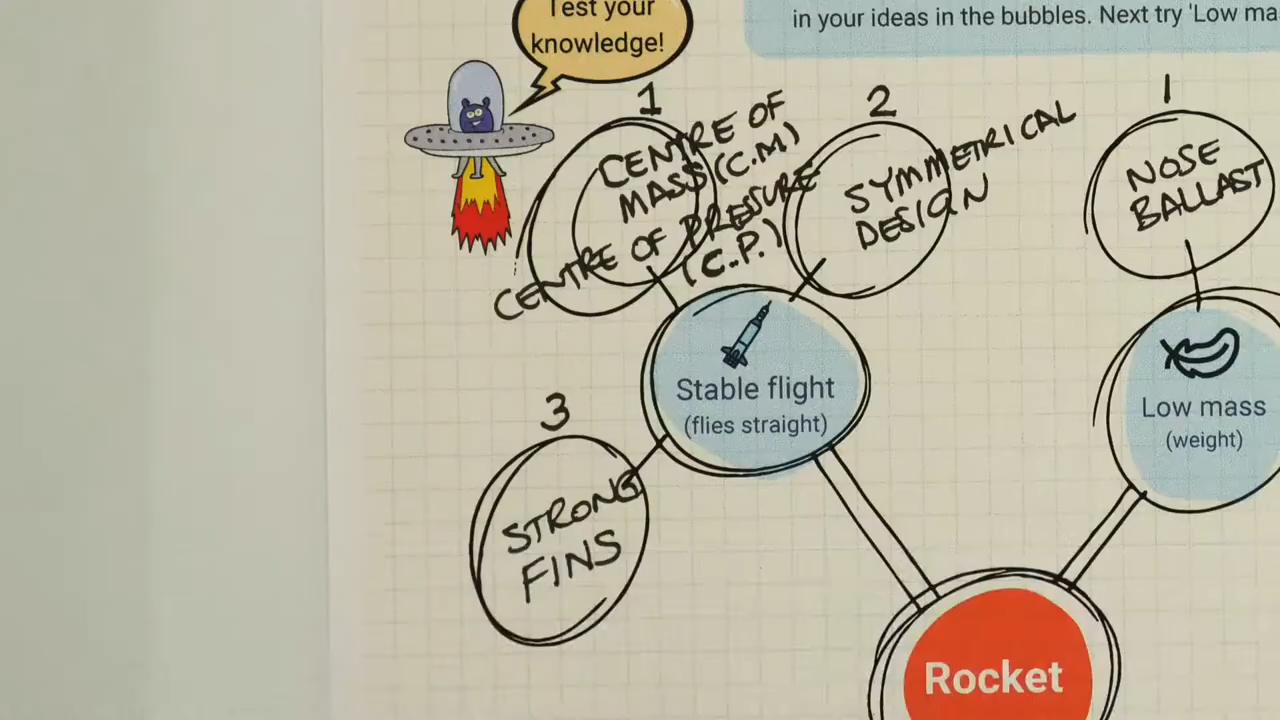 Test your
knowledge!
in your ideas in the bubbles. Next try 'Low ma
1
CENTRE OF
MASS (C.M)
CENTRE OF PRESSURE
(C.P.)
2
SYMMETRICAL
DESIGN
1
NOSE
BALLAST
Stable flight
(flies straight)
Low mass
(weight)
3
STRONG
FINS
Rocket